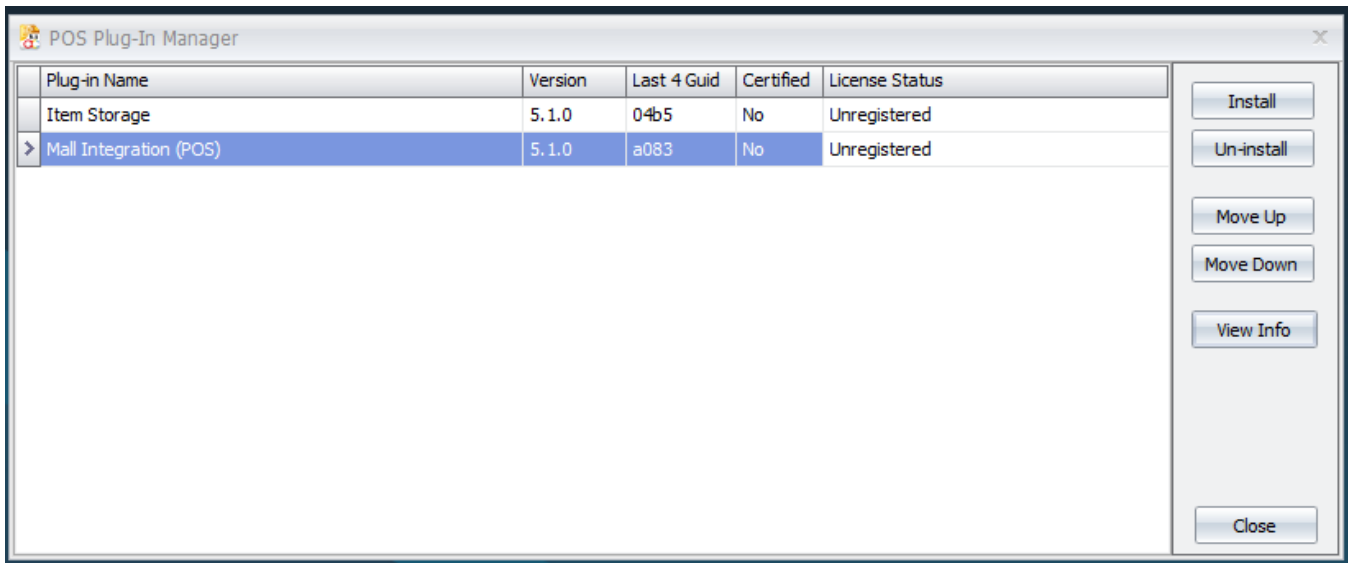 POS Plug-In Manager
Plug-in Name Version Last 4 Guid Certified License Status
Item Storage 5.1.0 04b5 No Unregistered
Mall Integration (POS) 5.1.0 a083 No Unregistered
Install
Un-install
Move Up
Move Down
View Info
Close